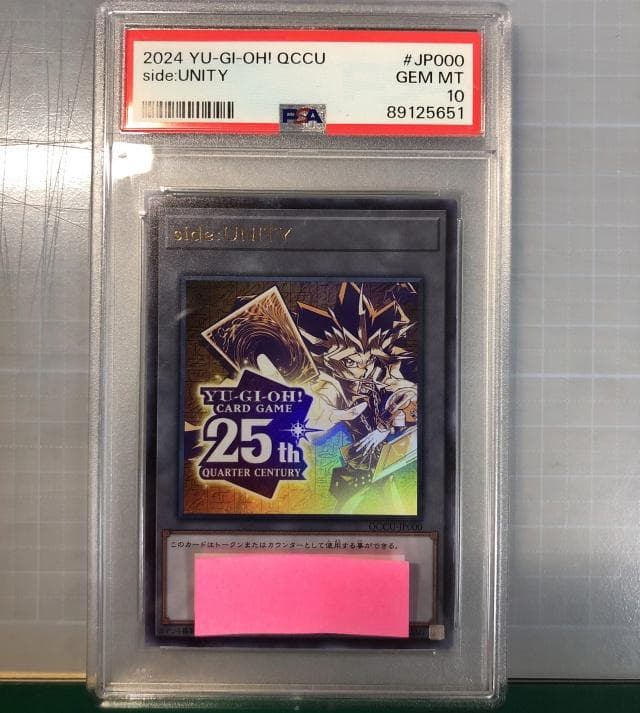 2024 YU-GI-OH! QCCU
#JP000
side:UNITY
GEM MT
10
PSA
89125651
side:UNITY
YU-GI-OH!
CARD GAME
25th
QUARTER CENTURY
QCCU-JP000
このカードはトークンまたはカウンターとして使用する事ができる。